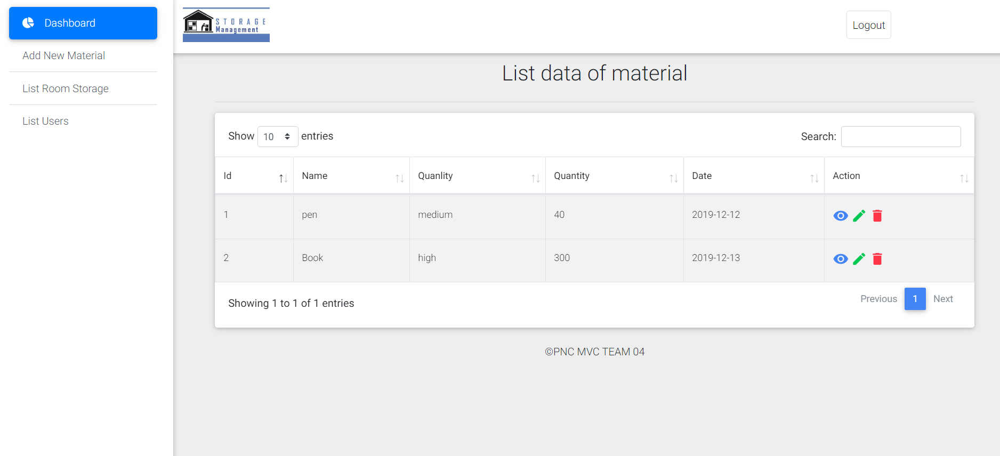 Dashboard
Add New Material
List Room Storage
List Users
STORAGE
Management
Logout
List data of material
Show 10 entries
Search:
Id Name Quanlity Quantity Date Action
1 pen medium 40 2019-12-12
2 Book high 300 2019-12-13
Showing 1 to 1 of 1 entries
Previous 1 Next
©PNC MVC TEAM 04